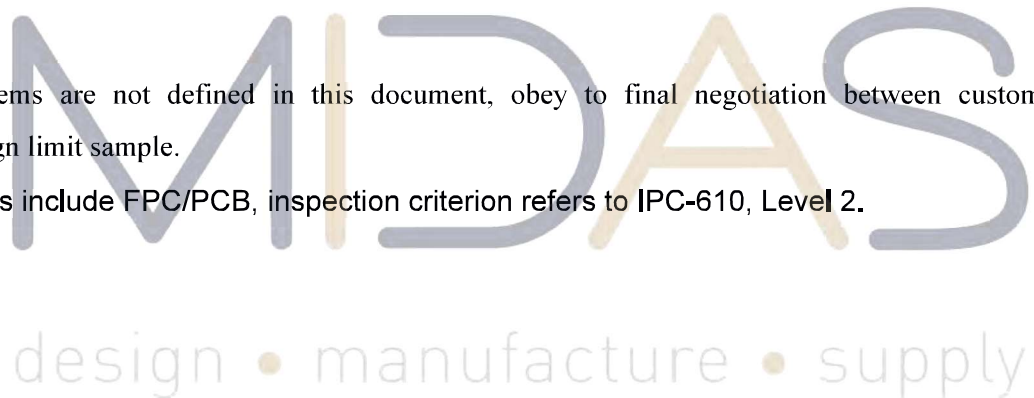 MIDAS
ems are not defined in this document, obey to final negotiation between custom
gn limit sample.
s include FPC/PCB, inspection criterion refers to IPC-610, Level 2.
design • manufacture • supply